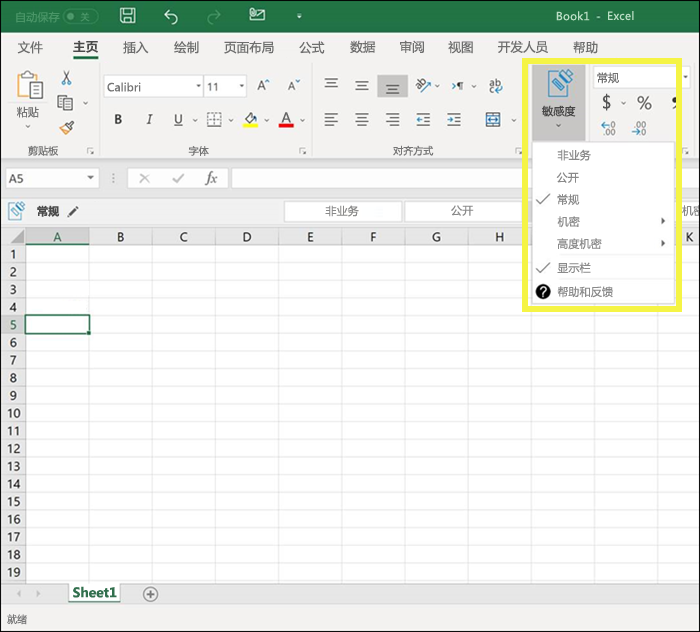 自动保存 关 Book1 - Excel
文件 主页 插入 绘制 页面布局 公式 数据 审阅 视图 开发人员 帮助
粘贴 Calibri 11 A A 敏感度 常规
B I U A $ %
剪贴板 字体 对齐方式
A5 fx
非业务
公开
常规
机密
高度机密
显示栏
帮助和反馈
常规 非业务 公开 机密
A B C D E F G H K
1
2
3
4
5
6
7
8
9
10
11
12
13
14
15
16
17
18
19
Sheet1
就绪